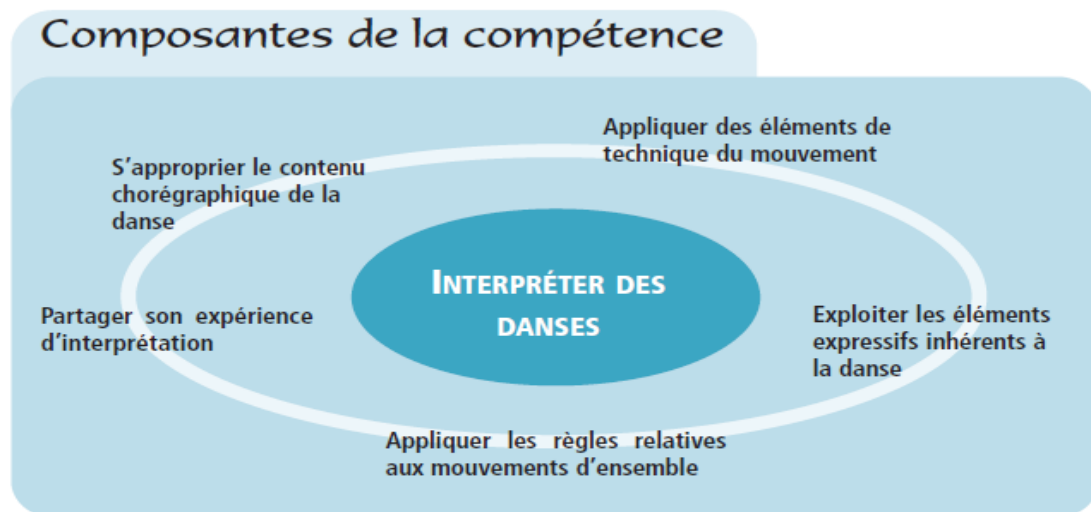 Composantes de la compétence
Appliquer des éléments de
technique du mouvement
S'approprier le contenu
chorégraphique de la
danse
INTERPRÉTER DES
DANSES
Partager son expérience
d'interprétation
Exploiter les éléments
expressifs inhérents à
la danse
Appliquer les règles relatives
aux mouvements d'ensemble